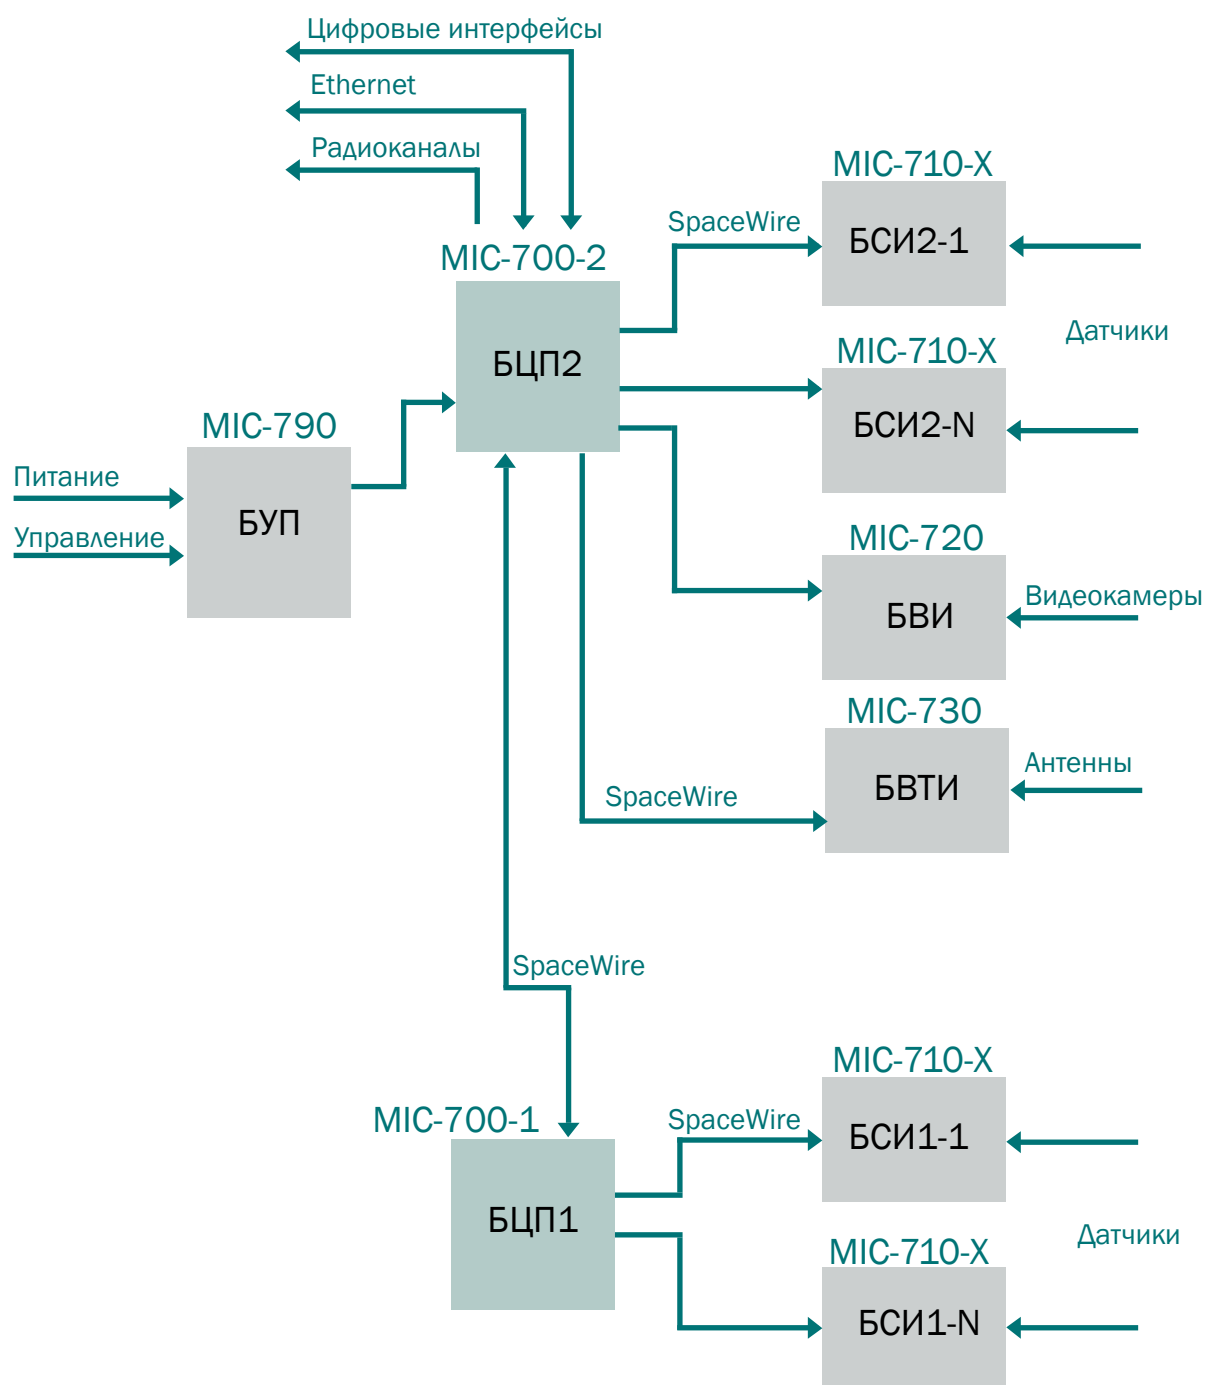 Цифровые интерфейсы
Ethernet
Радиоканалы
MIC-710-X
SpaceWire
БСИ2-1
MIC-700-2
Датчики
MIC-710-X
БЦП2
БСИ2-N
MIC-790
Питание
БУП
Управление
MIC-720
Видеокамеры
БВИ
MIC-730
Антенны
БВТИ
SpaceWire
SpaceWire
MIC-710-X
MIC-700-1
SpaceWire
БСИ1-1
БЦП1
Датчики
MIC-710-X
БСИ1-N